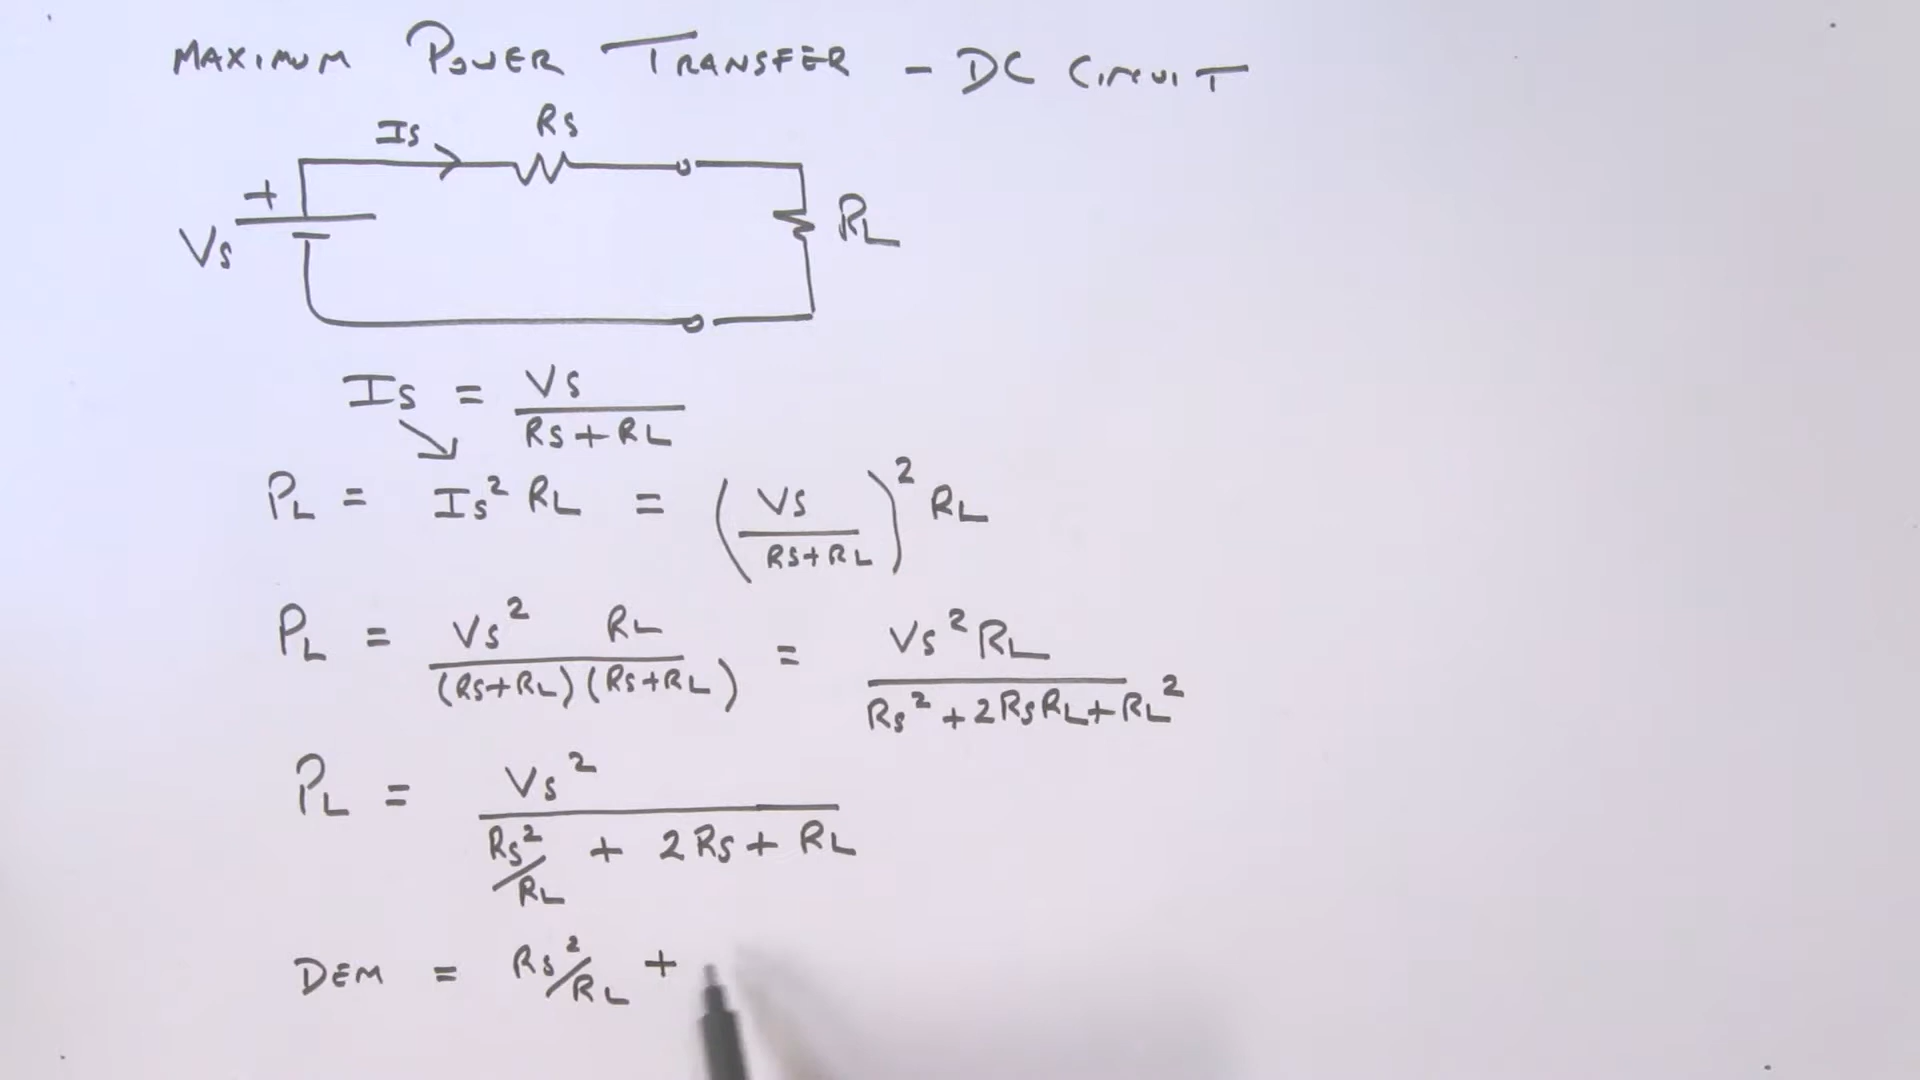 MAXIMUM POWER TRANSFER - DC CIRCUIT
Is Rs
+
Vs RL
Is = Vs / (Rs + RL)
PL = Is² RL = (Vs / (Rs+RL))² RL
PL = Vs² RL / (Rs+RL)(Rs+RL) = Vs² RL / (Rs² + 2RsRL + RL²)
PL = Vs² / (Rs²/RL + 2Rs + RL)
DEM = Rs²/RL +